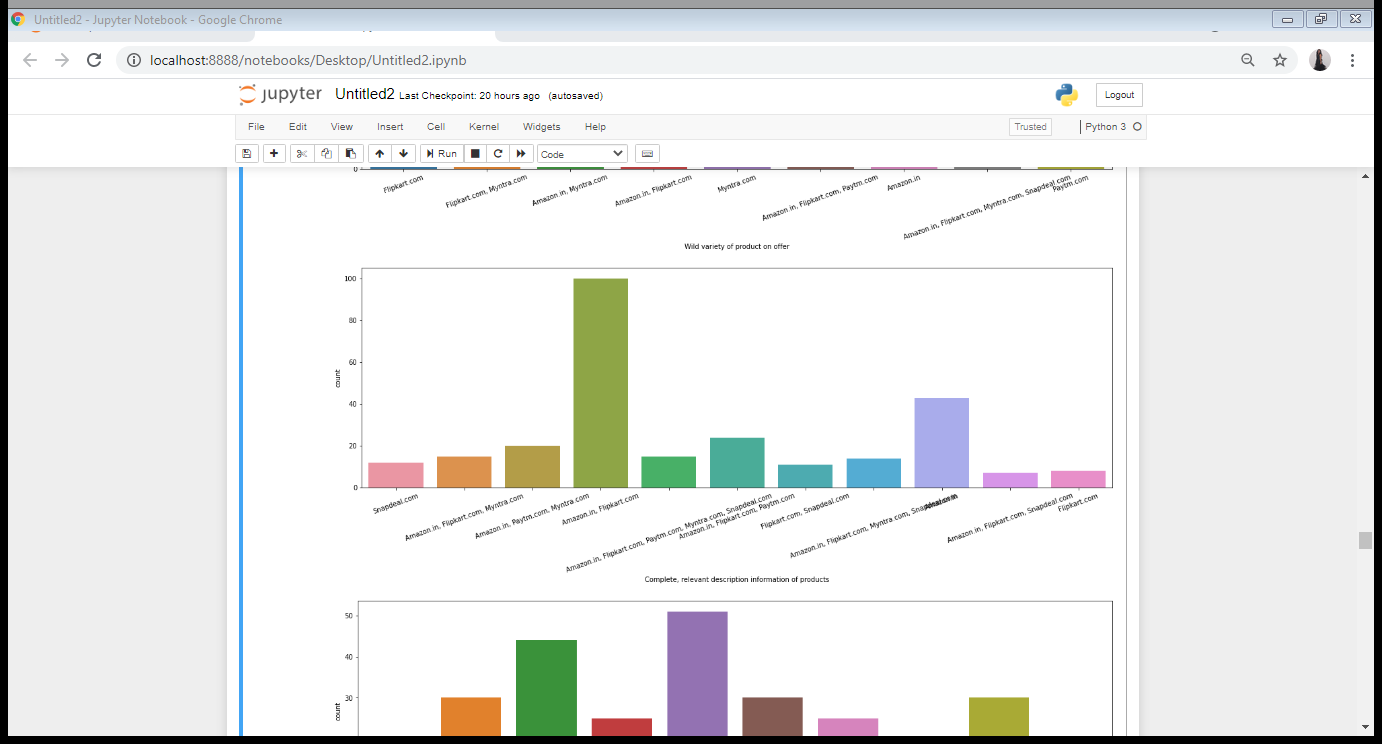 Untitled2 - Jupyter Notebook - Google Chrome
localhost:8888/notebooks/Desktop/Untitled2.ipynb
jupyter Untitled2 Last Checkpoint: 20 hours ago (autosaved)
Logout
File Edit View Insert Cell Kernel Widgets Help
Trusted
Python 3
Run
Code
0
Flipkart.com
Flipkart.com, Myntra.com
Amazon.in, Myntra.com
Amazon.in, Flipkart.com
Myntra.com
Amazon.in, Flipkart.com, Paytm.com
Amazon.in
Amazon.in, Flipkart.com, Myntra.com, Snapdeal.com
Paytm.com
Wild variety of product on offer
100
80
60
40
20
0
count
Snapdeal.com
Amazon.in, Flipkart.com, Myntra.com
Amazon.in, Paytm.com, Myntra.com
Amazon.in, Flipkart.com
Amazon.in, Flipkart.com, Paytm.com, Myntra.com, Snapdeal.com
Amazon.in, Flipkart.com, Paytm.com
Flipkart.com, Snapdeal.com
Amazon.in, Flipkart.com, Myntra.com, Snapdeal.com
Amazon.in, Flipkart.com, Snapdeal.com
Flipkart.com
Complete, relevant description information of products
50
40
30
count